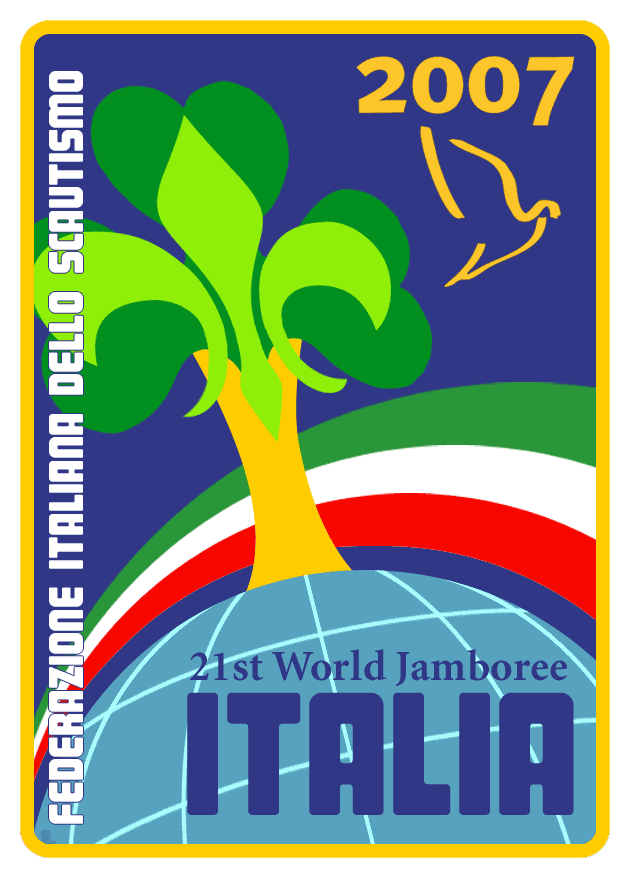 2007
FEDERAZIONE ITALIANA DELLO SCAUTISMO
21st World Jamboree
ITALIA